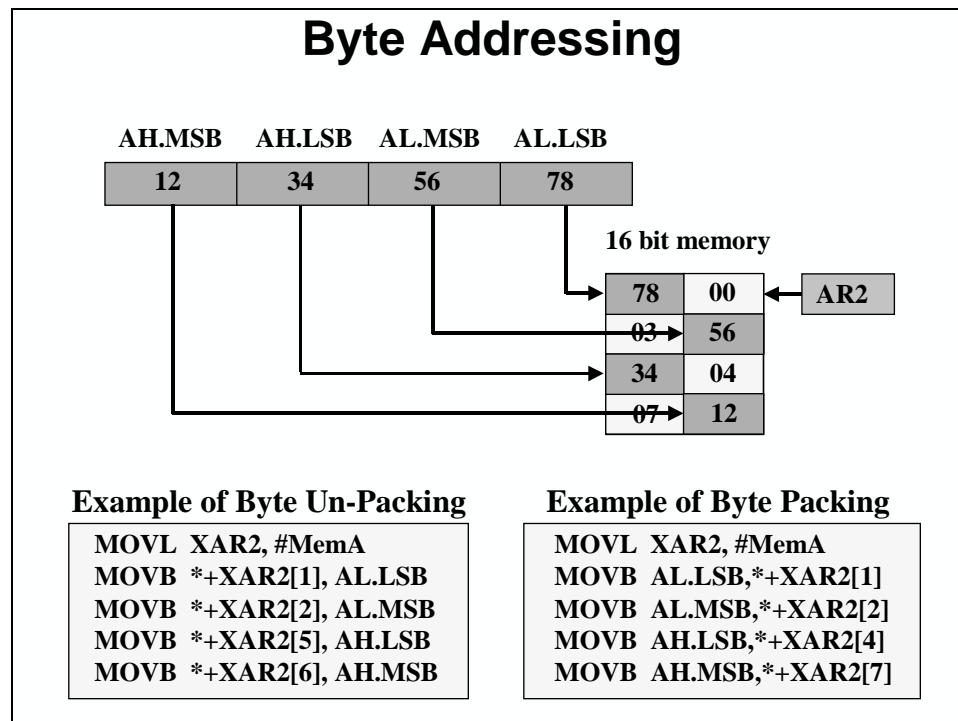 Byte Addressing
AH.MSB AH.LSB AL.MSB AL.LSB
12 34 56 78
16 bit memory
78 00 AR2
03 56
34 04
07 12
Example of Byte Un-Packing
MOVL XAR2, #MemA
MOVB *+XAR2[1], AL.LSB
MOVB *+XAR2[2], AL.MSB
MOVB *+XAR2[5], AH.LSB
MOVB *+XAR2[6], AH.MSB
Example of Byte Packing
MOVL XAR2, #MemA
MOVB AL.LSB,*+XAR2[1]
MOVB AL.MSB,*+XAR2[2]
MOVB AH.LSB,*+XAR2[4]
MOVB AH.MSB,*+XAR2[7]